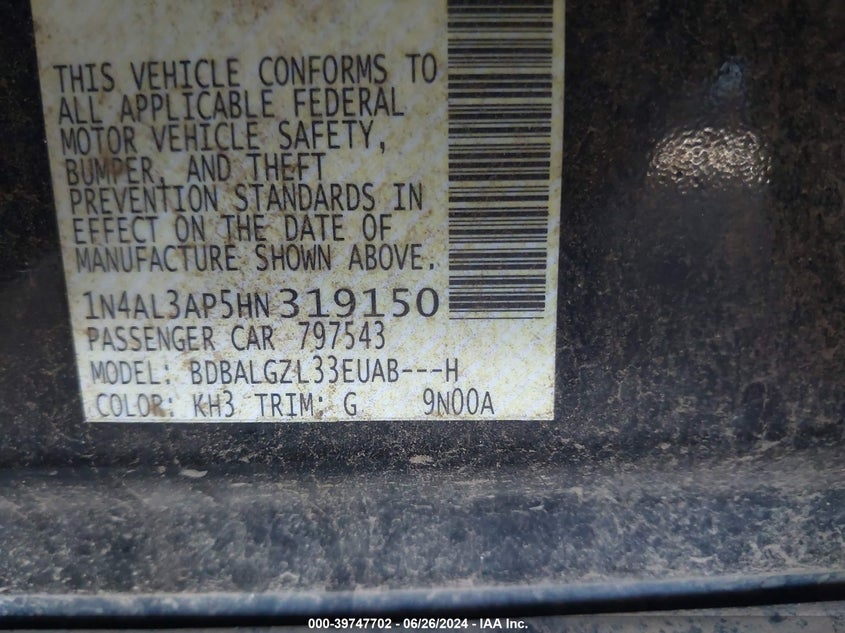 THIS VEHICLE CONFORMS TO
ALL APPLICABLE FEDERAL
MOTOR VEHICLE SAFETY,
BUMPER, AND THEFT
PREVENTION STANDARDS IN
EFFECT ON THE DATE OF
MANUFACTURE SHOWN ABOVE.
1N4AL3AP5HN319150
PASSENGER CAR 797543
MODEL: BDBALGZL33EUAB---H
COLOR: KH3 TRIM: G 9N00A
000-39747702 - 06/26/2024 - IAA Inc.